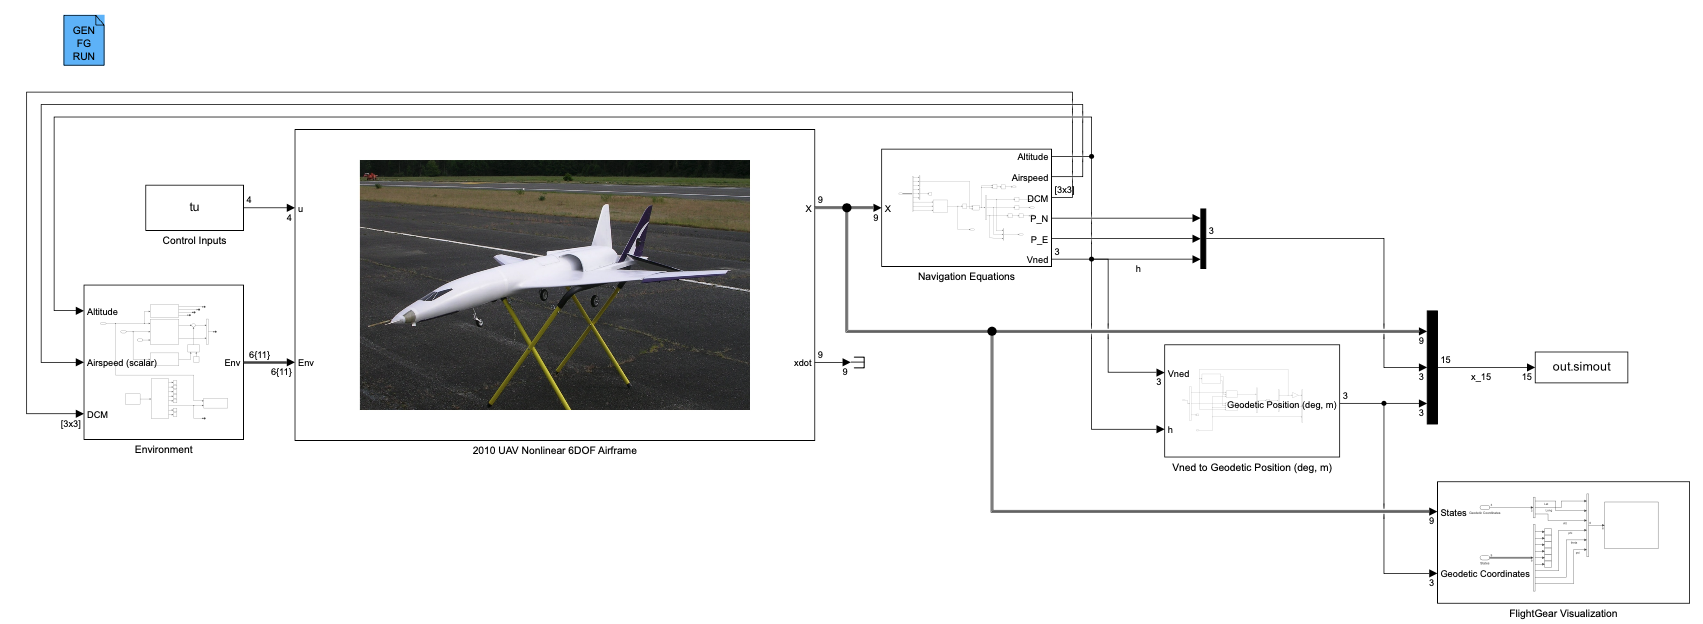 GEN
FG
RUN
tu
4
4
u
Control Inputs
Altitude
Airspeed (scalar)
DCM
[3x3]
Env
6{11}
6{11}
Environment
Env
X
9
xdot
9
9
2010 UAV Nonlinear 6DOF Airframe
X
9
Altitude
Airspeed
[3x3]
DCM
P_N
P_E
3
Vned
Navigation Equations
h
3
Vned
3
h
Geodetic Position (deg, m)
3
Vned to Geodetic Position (deg, m)
9
3
3
15
x_15
15
out.simout
States
9
Geodetic Coordinates
3
FlightGear Visualization